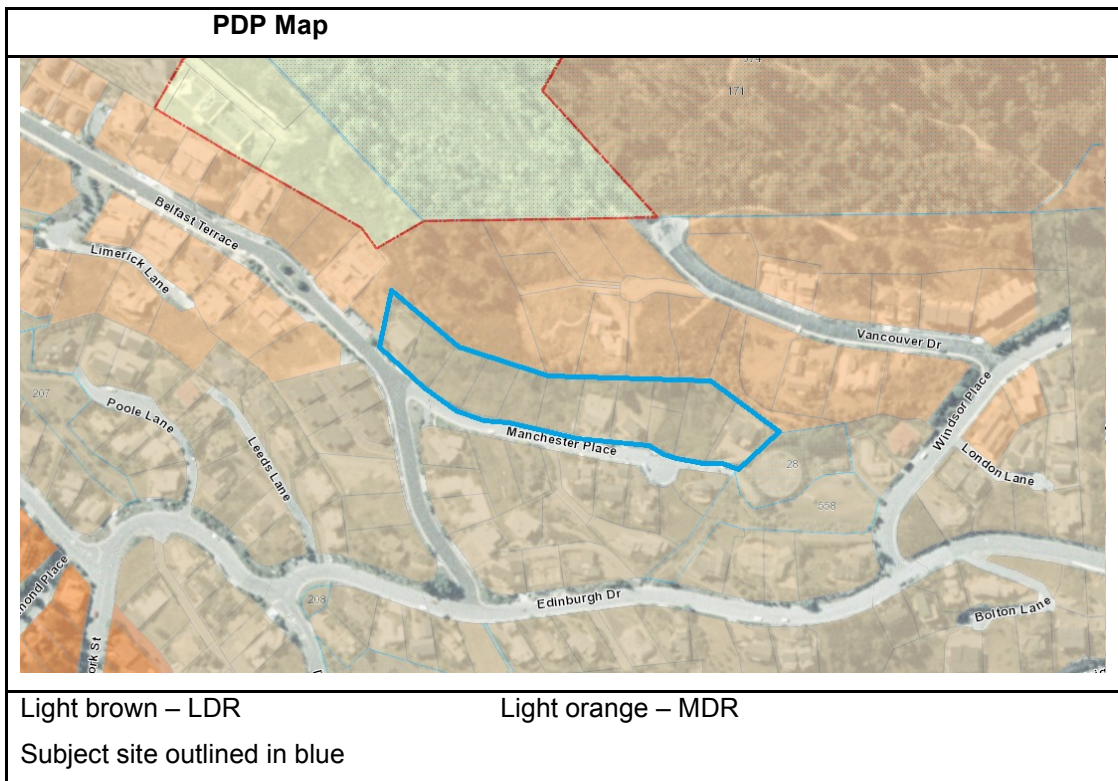 PDP Map
171
Belfast Terrace
Limerick Lane
Vancouver Dr
207
Poole Lane
Leeds Lane
Manchester Place
Windsor Place
London Lane
28
558
208
Edinburgh Dr
Bolton Lane
Light brown – LDR Light orange – MDR
Subject site outlined in blue